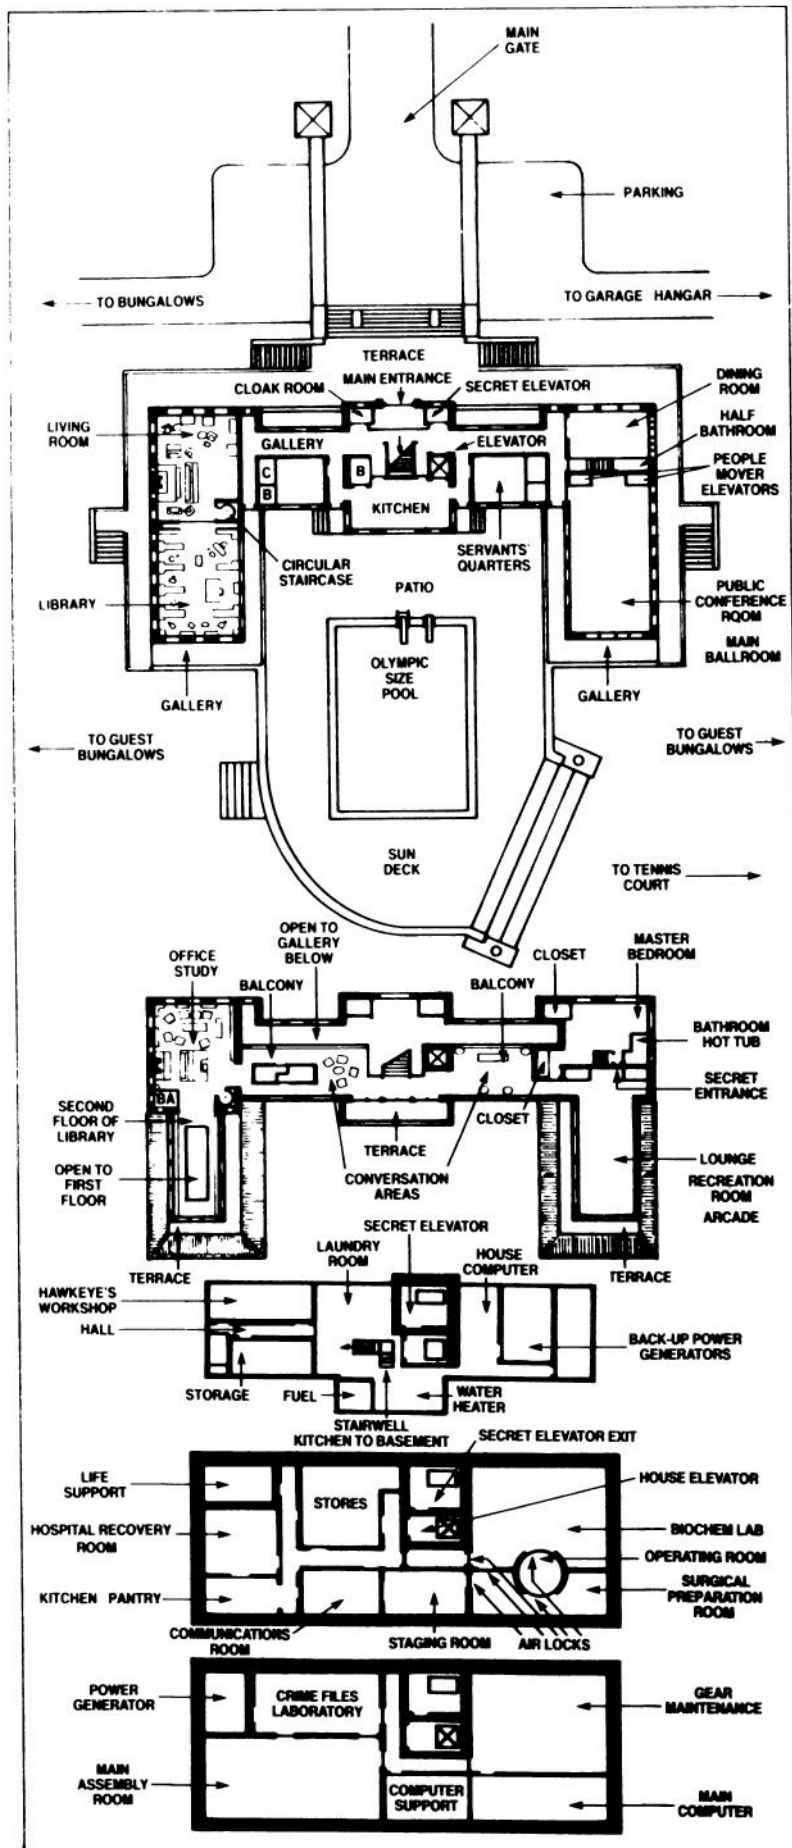 MAIN
GATE
PARKING
TO BUNGALOWS
TO GARAGE HANGAR
TERRACE
MAIN ENTRANCE
CLOAK ROOM
SECRET ELEVATOR
DINING
ROOM
LIVING
ROOM
GALLERY
ELEVATOR
HALF
BATHROOM
PEOPLE
MOVER
ELEVATORS
C
B
B
KITCHEN
SERVANTS'
QUARTERS
CIRCULAR
STAIRCASE
LIBRARY
PATIO
PUBLIC
CONFERENCE
ROOM
MAIN
BALLROOM
OLYMPIC
SIZE
POOL
GALLERY
GALLERY
TO GUEST
BUNGALOWS
TO GUEST
BUNGALOWS
SUN
DECK
TO TENNIS
COURT
OFFICE
STUDY
OPEN TO
GALLERY
BELOW
BALCONY
BALCONY
CLOSET
MASTER
BEDROOM
BATHROOM
HOT TUB
SECRET
ENTRANCE
BA
SECOND
FLOOR OF
LIBRARY
OPEN TO
FIRST
FLOOR
TERRACE
CLOSET
CONVERSATION
AREAS
LOUNGE
RECREATION
ROOM
ARCADE
TERRACE
TERRACE
LAUNDRY
ROOM
SECRET ELEVATOR
HOUSE
COMPUTER
HAWKEYE'S
WORKSHOP
HALL
BACK-UP POWER
GENERATORS
STORAGE
FUEL
WATER
HEATER
STAIRWELL
KITCHEN TO BASEMENT
SECRET ELEVATOR EXIT
LIFE
SUPPORT
STORES
HOUSE ELEVATOR
HOSPITAL RECOVERY
ROOM
BIOCHEM LAB
OPERATING ROOM
KITCHEN PANTRY
SURGICAL
PREPARATION
ROOM
COMMUNICATIONS
ROOM
STAGING ROOM
AIR LOCKS
POWER
GENERATOR
CRIME FILES
LABORATORY
GEAR
MAINTENANCE
MAIN
ASSEMBLY
ROOM
COMPUTER
SUPPORT
MAIN
COMPUTER